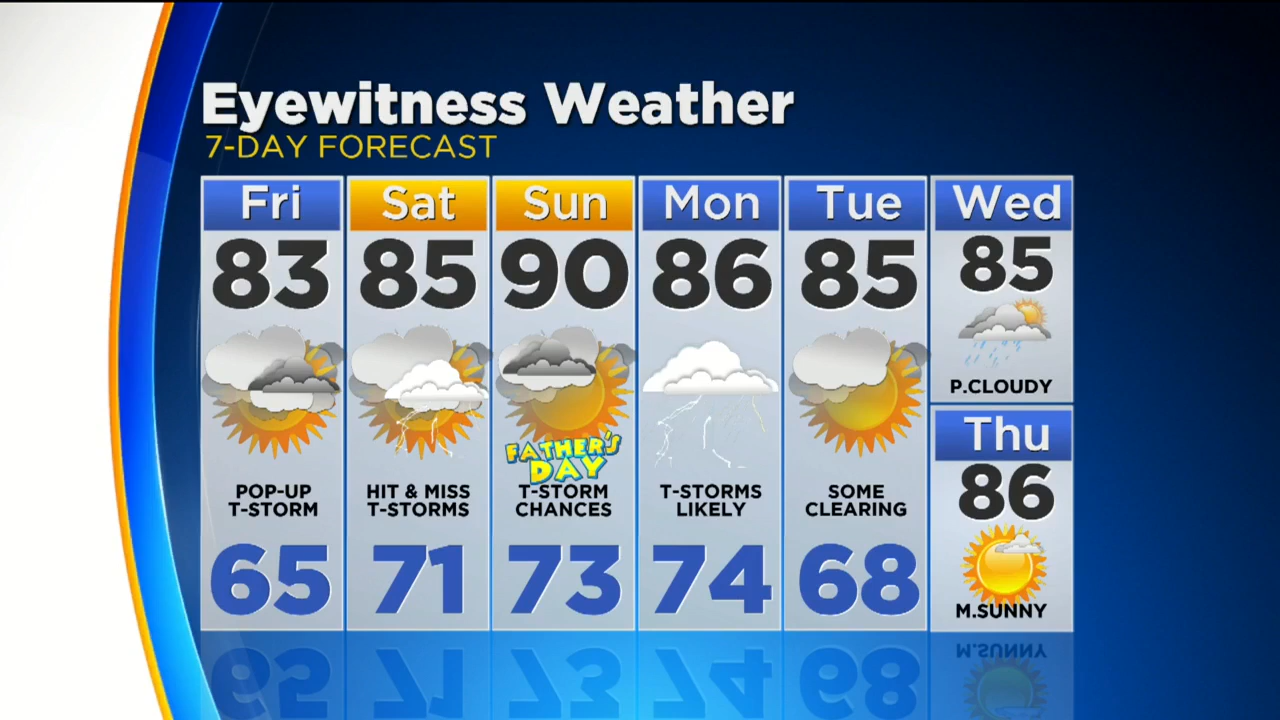 Eyewitness Weather
7-DAY FORECAST
Fri
83
POP-UP
T-STORM
65
Sat
85
HIT & MISS
T-STORMS
71
Sun
90
FATHER'S
DAY
T-STORM
CHANCES
73
Mon
86
T-STORMS
LIKELY
74
Tue
85
SOME
CLEARING
68
Wed
85
P.CLOUDY
Thu
86
M.SUNNY